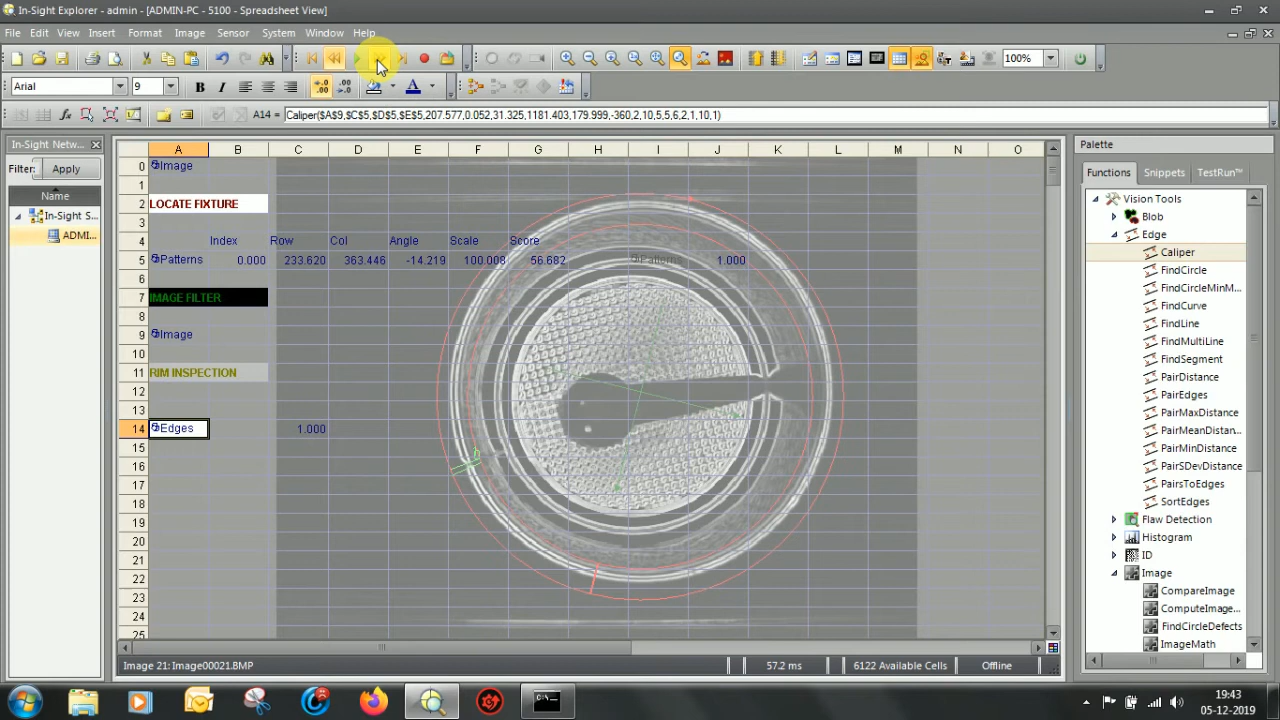 In-Sight Explorer - admin - [ADMIN-PC - 5100 - Spreadsheet View]
File Edit View Insert Format Image Sensor System Window Help
100%
Arial 9 B I A
A14 = Caliper($A$9,$C$5,$D$5,$E$5,207.577,0.052,31.325,1181.403,179.999,-360,2,10,5,5,6,2,1,10,1)
In-Sight Netw...
Filter: Apply
Name
In-Sight S...
ADMI...
A B C D E F G H I J K L M N O
0 Image
1
2 LOCATE FIXTURE
3
4 Index Row Col Angle Scale Score
5 Patterns 0.000 233.620 363.446 -14.219 100.008 56.682 Patterns 1.000
6
7 IMAGE FILTER
8
9 Image
10
11 RIM INSPECTION
12
13
14 Edges 1.000
15
16
17
18
19
20
21
22
23
24
25
Palette
Functions Snippets TestRun™
Vision Tools
Blob
Edge
Caliper
FindCircle
FindCircleMinM...
FindCurve
FindLine
FindMultiLine
FindSegment
PairDistance
PairEdges
PairMaxDistance
PairMeanDistan...
PairMinDistance
PairSDevDistance
PairsToEdges
SortEdges
Flaw Detection
Histogram
ID
Image
CompareImage
ComputeImage...
FindCircleDefects
ImageMath
Image 21: Image00021.BMP 57.2 ms 6122 Available Cells Offline
19:43
05-12-2019